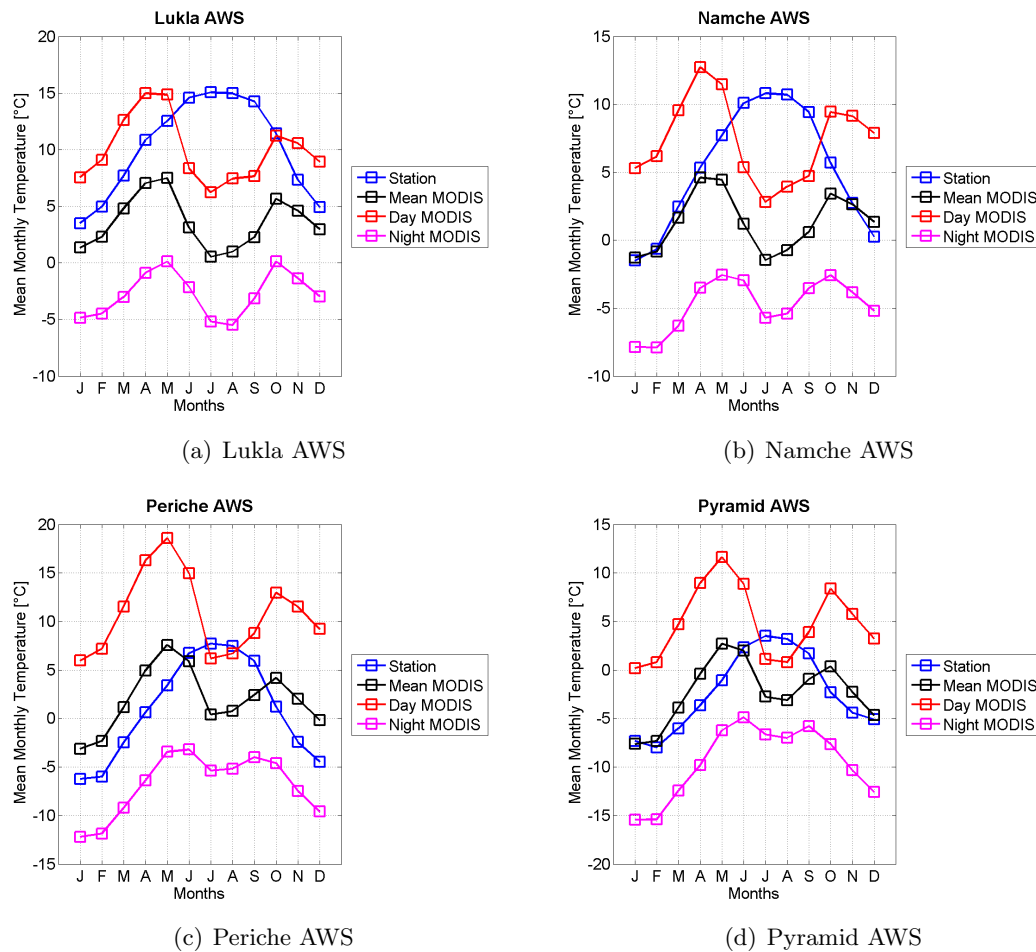 Lukla AWS
Mean Monthly Temperature [°C]
20
15
10
5
0
-5
-10
J F M A M J J A S O N D
Months
Station
Mean MODIS
Day MODIS
Night MODIS
(a) Lukla AWS
Namche AWS
Mean Monthly Temperature [°C]
15
10
5
0
-5
-10
J F M A M J J A S O N D
Months
Station
Mean MODIS
Day MODIS
Night MODIS
(b) Namche AWS
Periche AWS
Mean Monthly Temperature [°C]
20
15
10
5
0
-5
-10
-15
J F M A M J J A S O N D
Months
Station
Mean MODIS
Day MODIS
Night MODIS
(c) Periche AWS
Pyramid AWS
Mean Monthly Temperature [°C]
15
10
5
0
-5
-10
-15
-20
J F M A M J J A S O N D
Months
Station
Mean MODIS
Day MODIS
Night MODIS
(d) Pyramid AWS